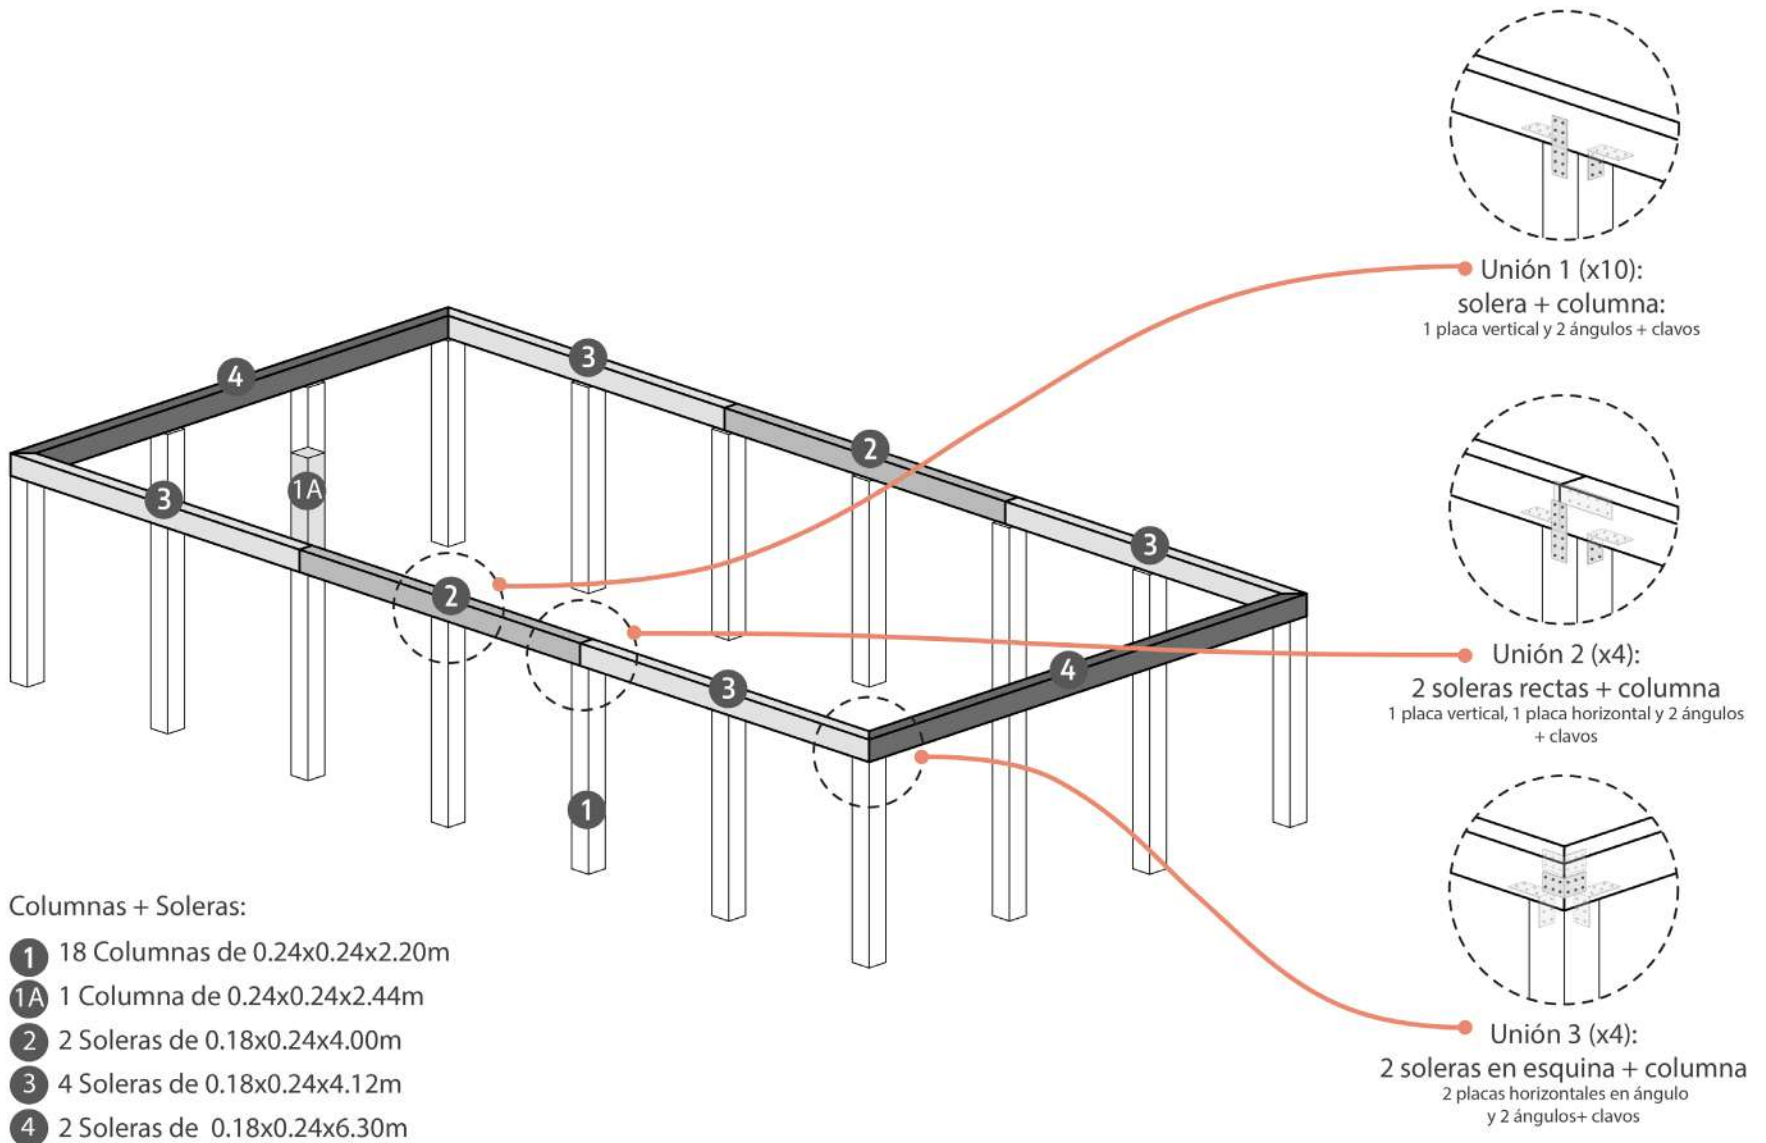 Unión 1 (x10):
solera + columna:
1 placa vertical y 2 ángulos + clavos
4
3
2
3
1A
3
2
3
4
1
Unión 2 (x4):
2 soleras rectas + columna
1 placa vertical, 1 placa horizontal y 2 ángulos
+ clavos
Unión 3 (x4):
2 soleras en esquina + columna
2 placas horizontales en ángulo
y 2 ángulos+ clavos
Columnas + Soleras:
1 18 Columnas de 0.24x0.24x2.20m
1A 1 Columna de 0.24x0.24x2.44m
2 2 Soleras de 0.18x0.24x4.00m
3 4 Soleras de 0.18x0.24x4.12m
4 2 Soleras de 0.18x0.24x6.30m